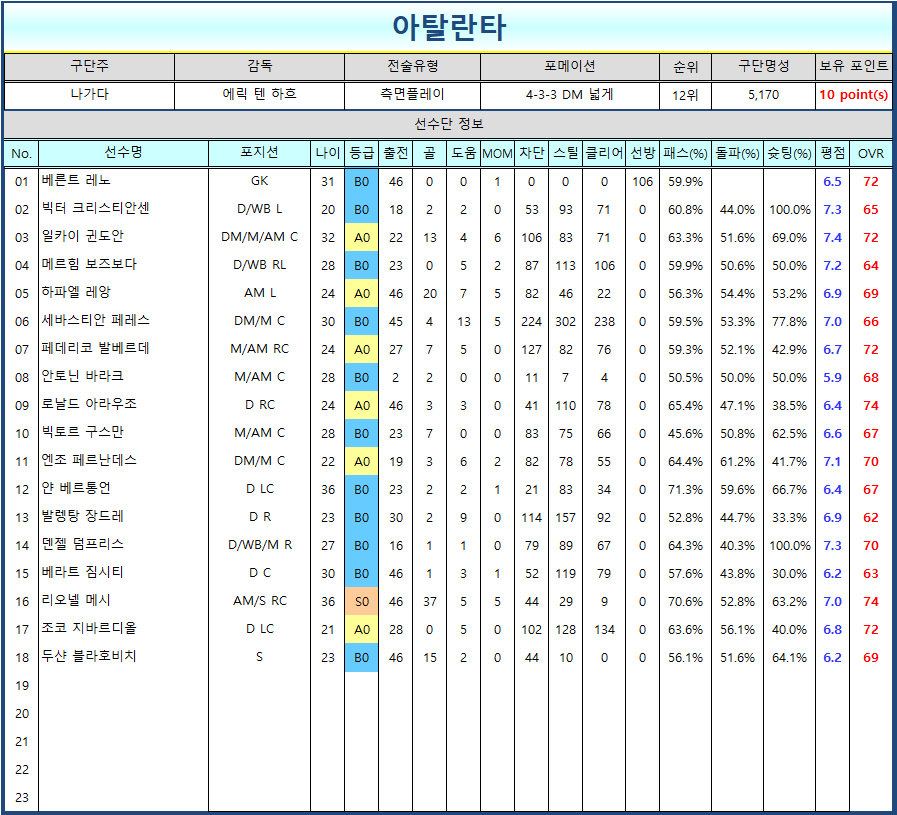 아탈란타
구단주 감독 전술유형 포메이션 순위 구단명성 보유 포인트
나가다 에릭 텐 하흐 측면플레이 4-3-3 DM 넓게 12위 5,170 10 point(s)
선수단 정보
No. 선수명 포지션 나이 등급 출전 골 도움 MOM 차단 스틸 클리어 선방 패스(%) 돌파(%) 슛팅(%) 평점 OVR
01 베른트 레노 GK 31 B0 46 0 0 1 0 0 0 106 59.9% 6.5 72
02 빅터 크리스티안센 D/WB L 20 B0 18 2 2 0 53 93 71 0 60.8% 44.0% 100.0% 7.3 65
03 일카이 귄도안 DM/M/AM C 32 A0 22 13 4 6 106 83 71 0 63.3% 51.6% 69.0% 7.4 72
04 메르힘 보즈보다 D/WB RL 28 B0 23 0 5 2 87 113 106 0 59.9% 50.6% 50.0% 7.2 64
05 하파엘 레앙 AM L 24 A0 46 20 7 5 82 46 22 0 56.3% 54.4% 53.2% 6.9 69
06 세바스티안 페레스 DM/M C 30 B0 45 4 13 5 224 302 238 0 59.5% 53.3% 77.8% 7.0 66
07 페데리코 발베르데 M/AM RC 24 A0 27 7 5 0 127 82 76 0 59.3% 52.1% 42.9% 6.7 72
08 안토닌 바라크 M/AM C 28 B0 2 2 0 0 11 7 4 0 50.5% 50.0% 50.0% 5.9 68
09 로날드 아라우조 D RC 24 A0 46 3 3 0 41 110 78 0 65.4% 47.1% 38.5% 6.4 74
10 빅토르 구스만 M/AM C 28 B0 23 7 0 0 83 75 66 0 45.6% 50.8% 62.5% 6.6 67
11 엔조 페르난데스 DM/M C 22 A0 19 3 6 2 82 78 55 0 64.4% 61.2% 41.7% 7.1 70
12 얀 베르통언 D LC 36 B0 23 2 2 1 21 83 34 0 71.3% 59.6% 66.7% 6.4 67
13 발렝탕 장드레 D R 23 B0 30 2 9 0 114 157 92 0 52.8% 44.7% 33.3% 6.9 62
14 덴젤 덤프리스 D/WB/M R 27 B0 16 1 1 0 79 89 67 0 64.3% 40.3% 100.0% 7.3 70
15 베라트 짐시티 D C 30 B0 46 1 3 1 52 119 79 0 57.6% 43.8% 30.0% 6.2 63
16 리오넬 메시 AM/S RC 36 S0 46 37 5 5 44 29 9 0 70.6% 52.8% 63.2% 7.0 74
17 조코 지바르디올 D LC 21 A0 28 0 5 0 102 128 134 0 63.6% 56.1% 40.0% 6.8 72
18 두샨 블라호비치 S 23 B0 46 15 2 0 44 10 0 0 56.1% 51.6% 64.1% 6.2 69
19
20
21
22
23